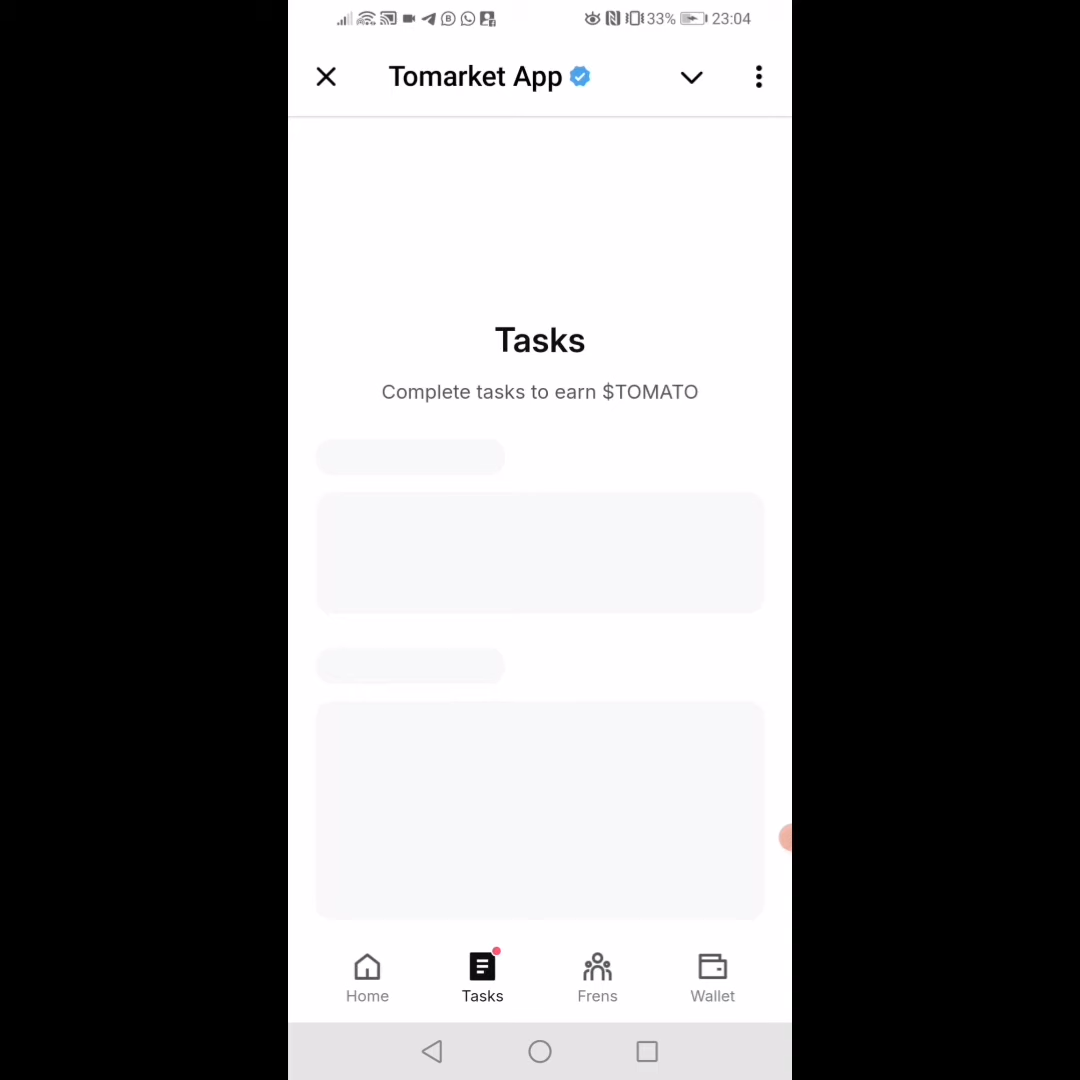 33% 23:04
Tomarket App
Tasks
Complete tasks to earn $TOMATO
Home Tasks Frens Wallet